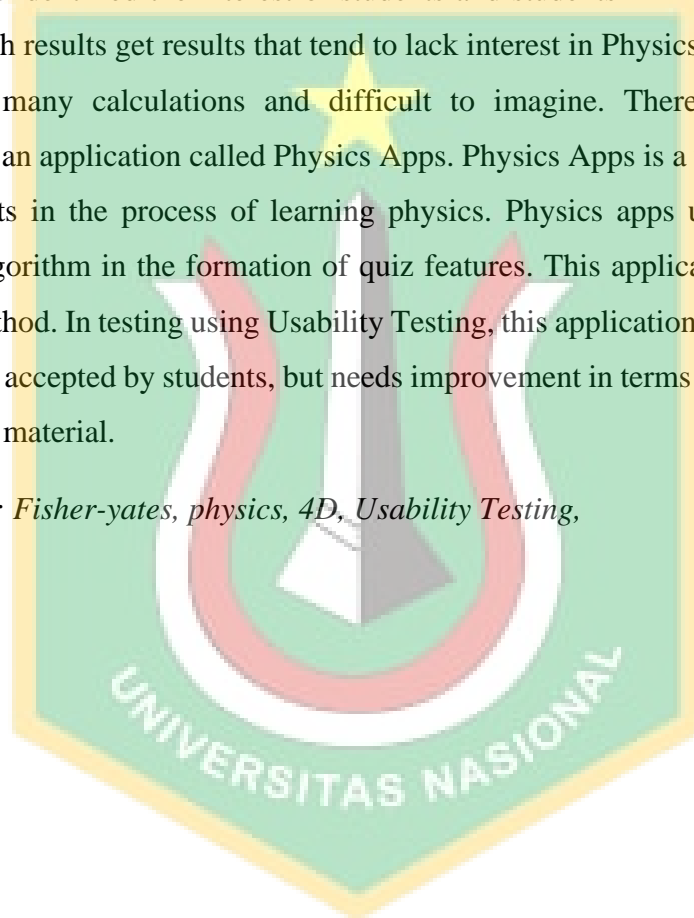 h results get results that tend to lack interest in Physics
many calculations and difficult to imagine. There
an application called Physics Apps. Physics Apps is a
ts in the process of learning physics. Physics apps u
gorithm in the formation of quiz features. This applica
thod. In testing using Usability Testing, this application
accepted by students, but needs improvement in terms
material.
: Fisher-yates, physics, 4D, Usability Testing,
UNIVERSITAS NASIONAL